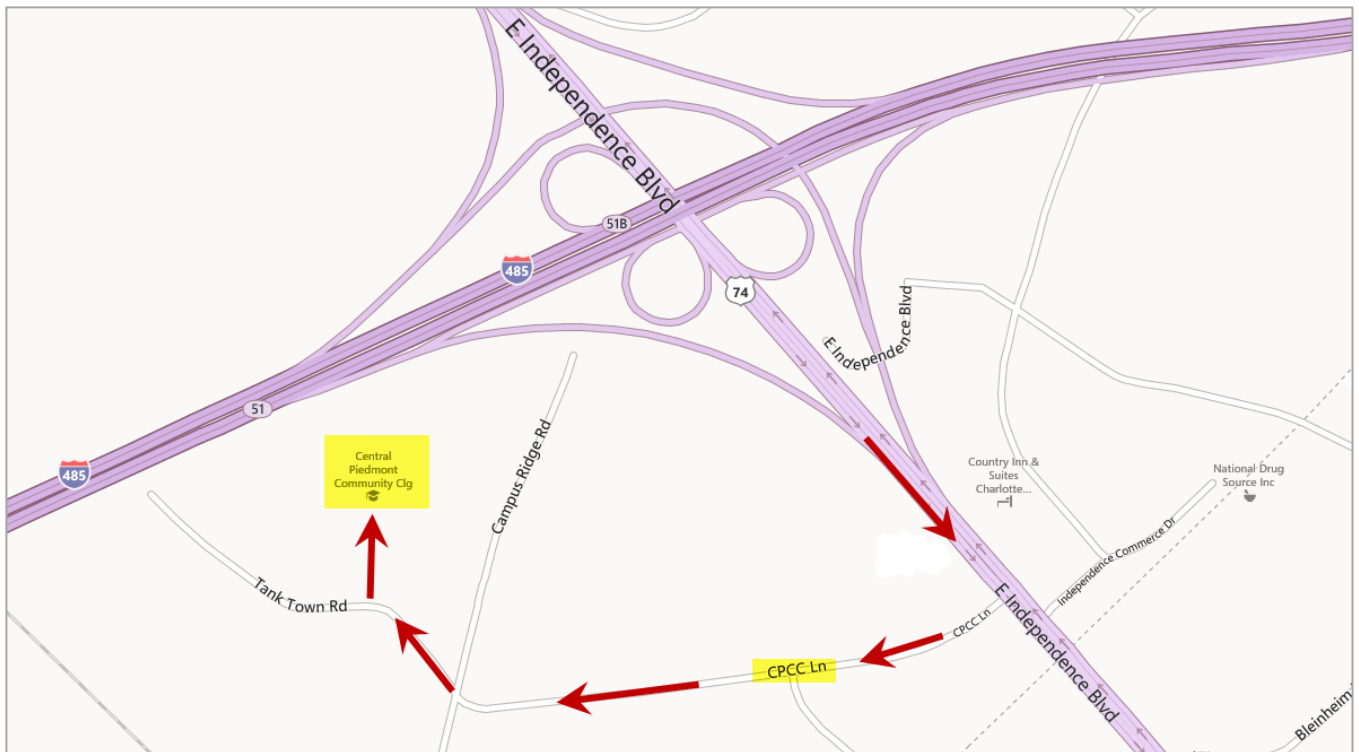 E Independence Blvd
51B
485
74
E Independence Blvd
51
485
Central
Piedmont
Community Clg
Campus Ridge Rd
Country Inn &
Suites
Charlotte...
National Drug
Source Inc
Independence Commerce Dr
Tank Town Rd
E Independence Blvd
CPCC Ln
CPCC Ln
Bleinheim